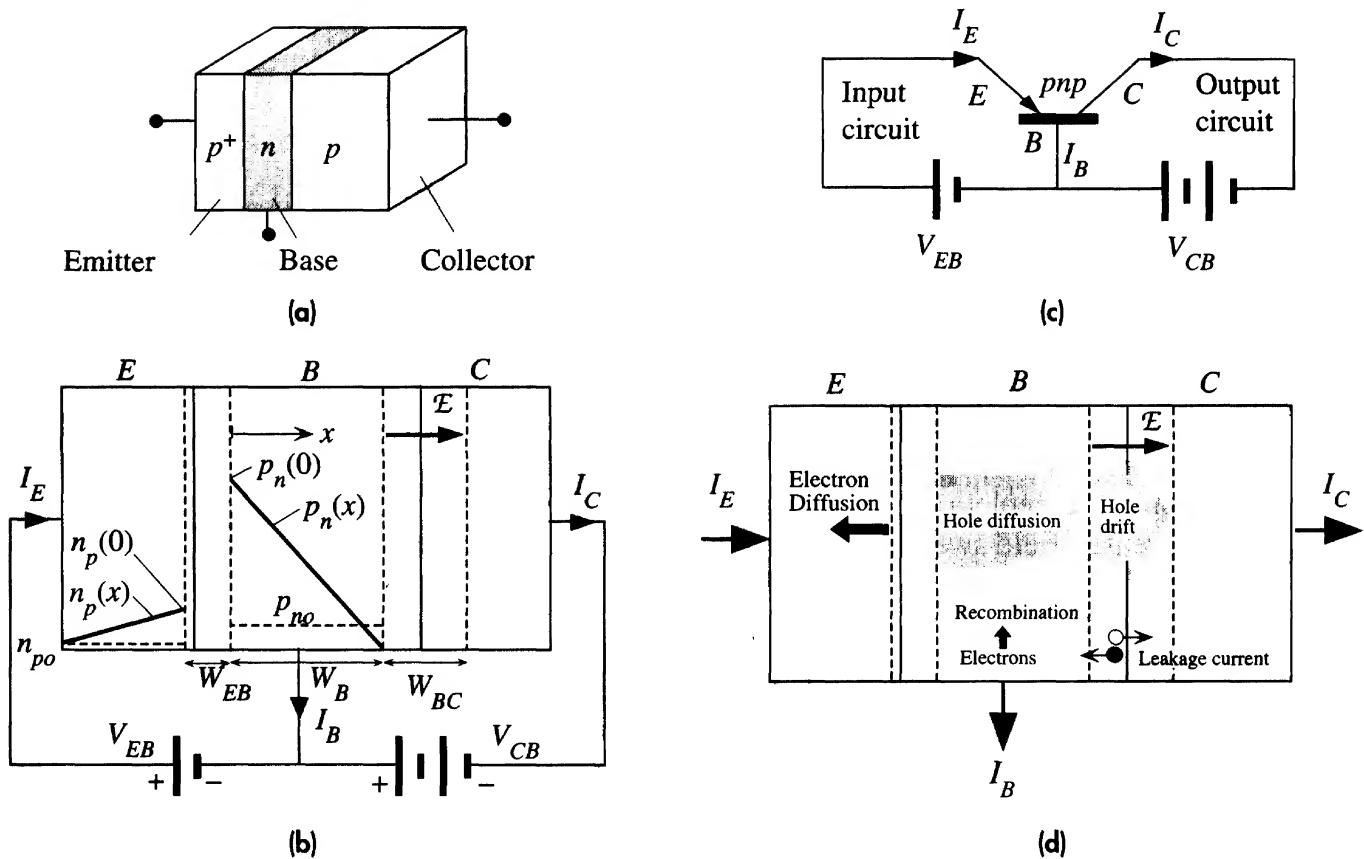 p+ n p
Emitter Base Collector
(a)
I_E I_C
pnp
E C
Input circuit
Output circuit
B I_B
V_EB V_CB
(c)
E B C
ℰ
x
p_n(0)
I_E p_n(x) I_C
n_p(0)
n_p(x)
p_no
n_po
W_EB W_B W_BC
I_B
V_EB V_CB
+ − + −
(b)
E B C
ℰ
I_E I_C
Electron Diffusion
Hole diffusion
Hole drift
Recombination
Electrons
Leakage current
I_B
(d)